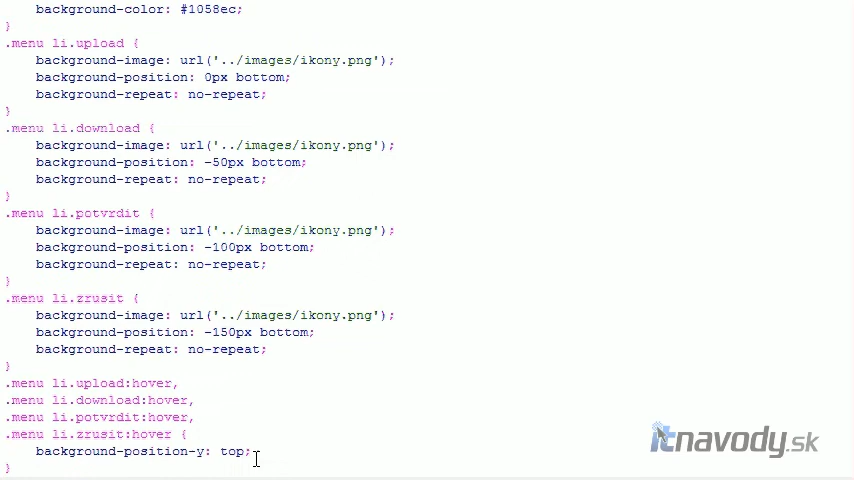 background-color: #1058ec;
}
.menu li.upload {
background-image: url('../images/ikony.png');
background-position: 0px bottom;
background-repeat: no-repeat;
}
.menu li.download {
background-image: url('../images/ikony.png');
background-position: -50px bottom;
background-repeat: no-repeat;
}
.menu li.potvrdit {
background-image: url('../images/ikony.png');
background-position: -100px bottom;
background-repeat: no-repeat;
}
.menu li.zrusit {
background-image: url('../images/ikony.png');
background-position: -150px bottom;
background-repeat: no-repeat;
}
.menu li.upload:hover,
.menu li.download:hover,
.menu li.potvrdit:hover,
.menu li.zrusit:hover {
background-position-y: top;
}
itnavody.sk